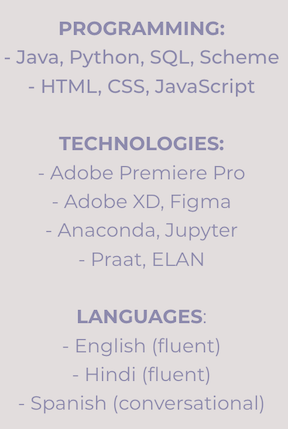 PROGRAMMING:
- Java, Python, SQL, Scheme
- HTML, CSS, JavaScript
TECHNOLOGIES:
- Adobe Premiere Pro
- Adobe XD, Figma
- Anaconda, Jupyter
- Praat, ELAN
LANGUAGES:
- English (fluent)
- Hindi (fluent)
- Spanish (conversational)